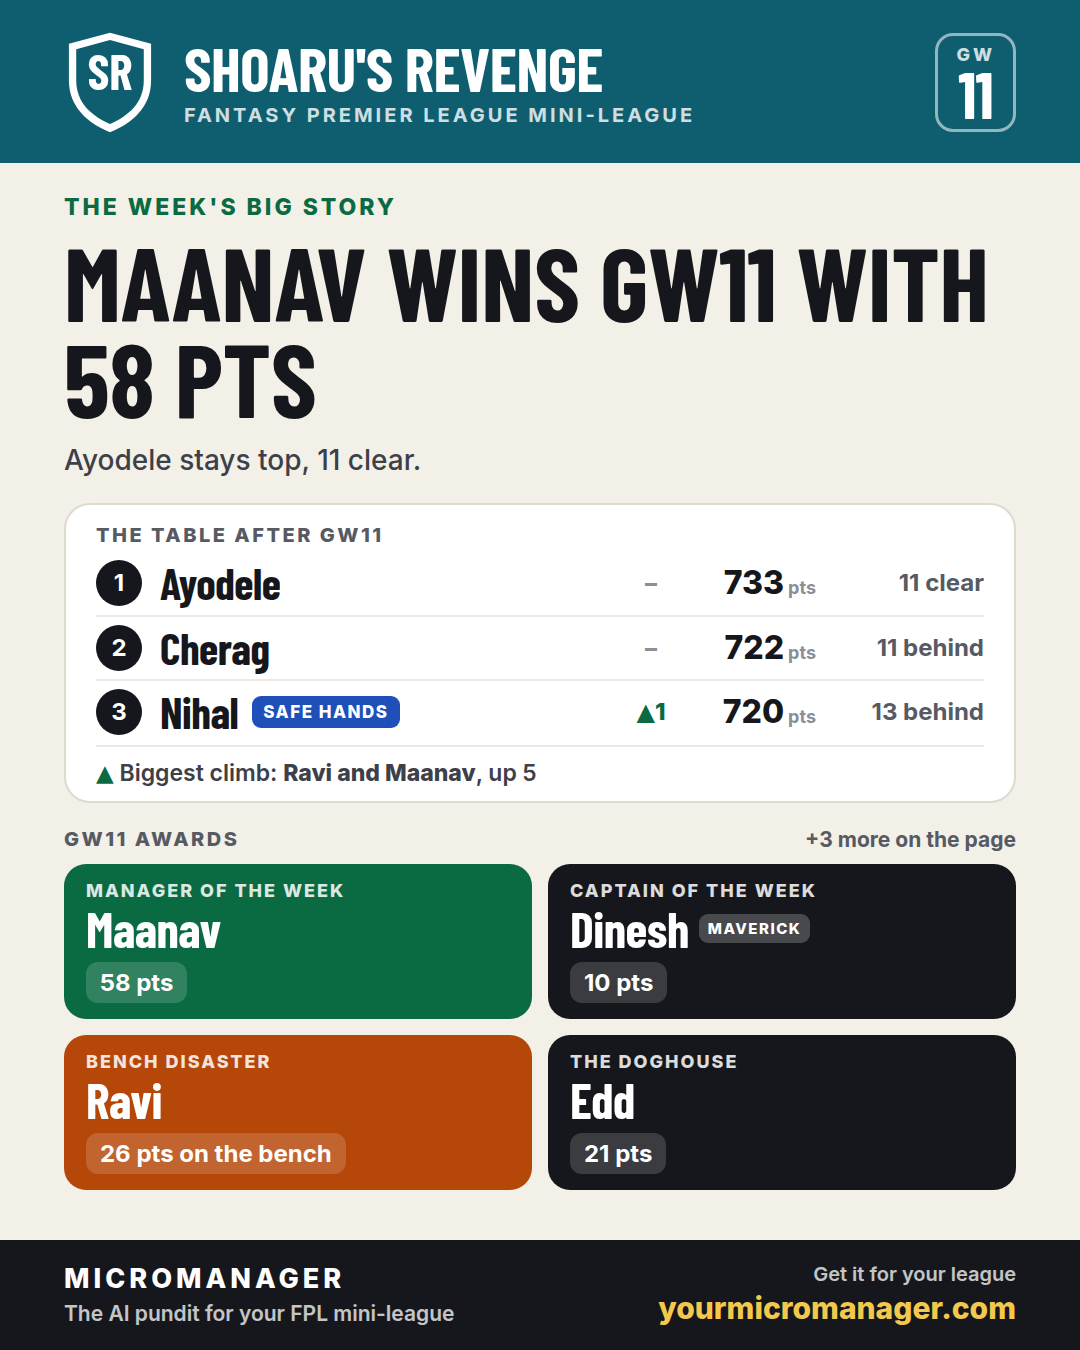 SR
SHOARU'S REVENGE
FANTASY PREMIER LEAGUE MINI-LEAGUE
GW
11
THE WEEK'S BIG STORY
MAANAV WINS GW11 WITH
58 PTS
Ayodele stays top, 11 clear.
THE TABLE AFTER GW11
1 Ayodele – 733 pts 11 clear
2 Cherag – 722 pts 11 behind
3 Nihal SAFE HANDS ▲1 720 pts 13 behind
▲ Biggest climb: Ravi and Maanav, up 5
GW11 AWARDS +3 more on the page
MANAGER OF THE WEEK
Maanav
58 pts
CAPTAIN OF THE WEEK
Dinesh MAVERICK
10 pts
BENCH DISASTER
Ravi
26 pts on the bench
THE DOGHOUSE
Edd
21 pts
MICROMANAGER
The AI pundit for your FPL mini-league
Get it for your league
yourmicromanager.com